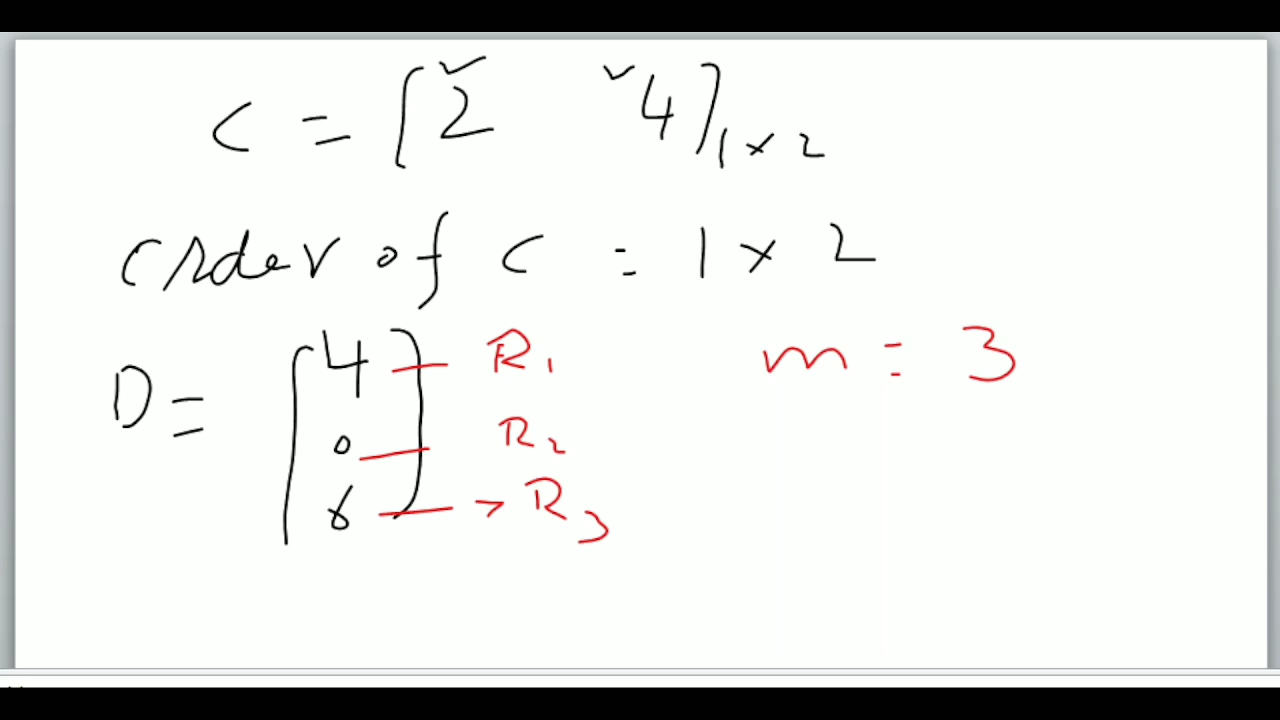 C = [2 4]1×2
order of C = 1 × 2
D = [4 R1 m = 3
0 R2
6] → R3